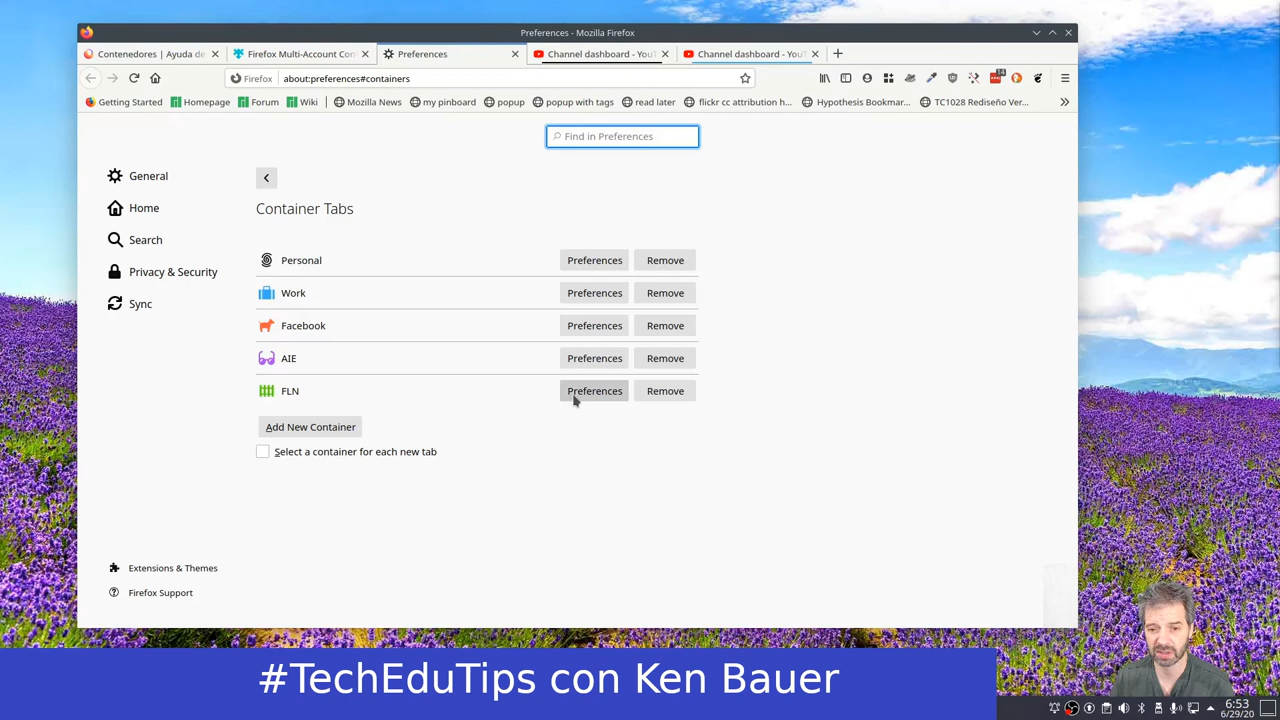 Preferences - Mozilla Firefox
Contenedores | Ayuda de
Firefox Multi-Account Con
Preferences
Channel dashboard - YouT
Channel dashboard - YouT
Firefox
about:preferences#containers
14
Getting Started
Homepage
Forum
Wiki
Mozilla News
my pinboard
popup
popup with tags
read later
flickr cc attribution h...
Hypothesis Bookmar...
TC1028 Rediseño Ver...
Find in Preferences
General
Home
Search
Privacy & Security
Sync
Container Tabs
Personal Preferences Remove
Work Preferences Remove
Facebook Preferences Remove
AIE Preferences Remove
FLN Preferences Remove
Add New Container
Select a container for each new tab
Extensions & Themes
Firefox Support
#TechEduTips con Ken Bauer
6:53
6/29/20